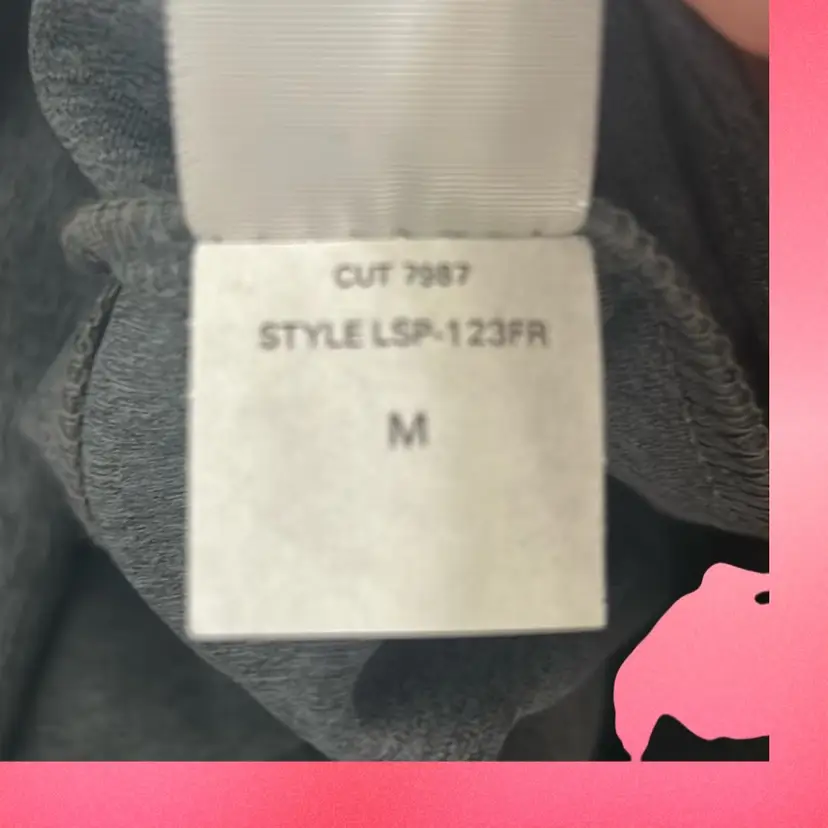 CUT 7987
STYLE LSP-123FR
M